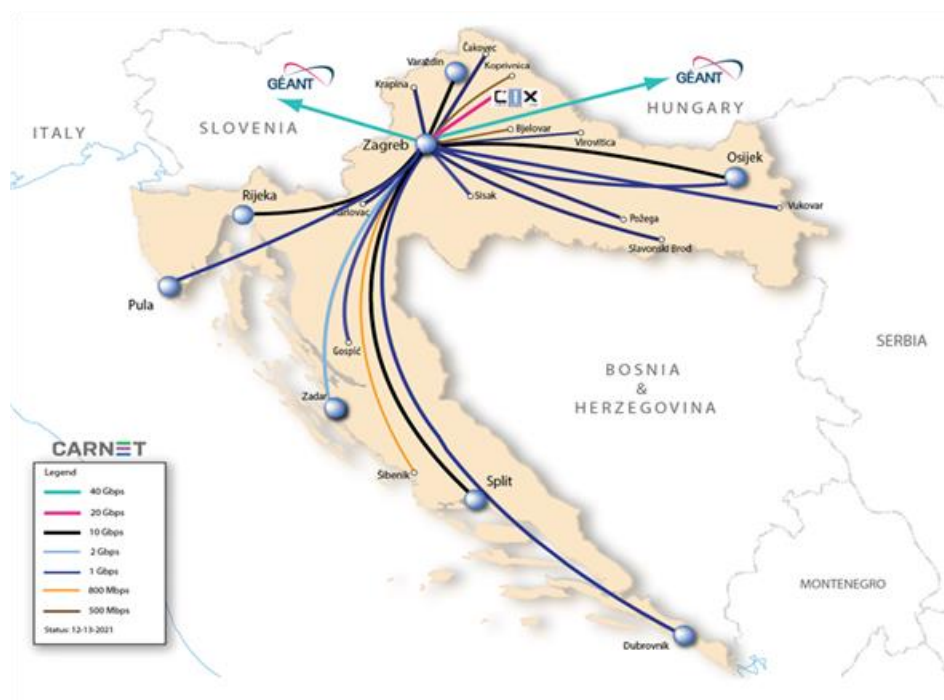 Čakovec
Varaždin
Koprivnica
GÉANT
GÉANT
Krapina
CIX
HUNGARY
ITALY
SLOVENIA
Bjelovar
Virovitica
Zagreb
Osijek
Rijeka
Sisak
Karlovac
Vukovar
Požega
Slavonski Brod
Pula
SERBIA
Gospić
BOSNIA
&
HERZEGOVINA
Zadar
CARNET
Legend
40 Gbps
20 Gbps
10 Gbps
2 Gbps
1 Gbps
800 Mbps
500 Mbps
Status: 12-13-2021
Šibenik
Split
MONTENEGRO
Dubrovnik